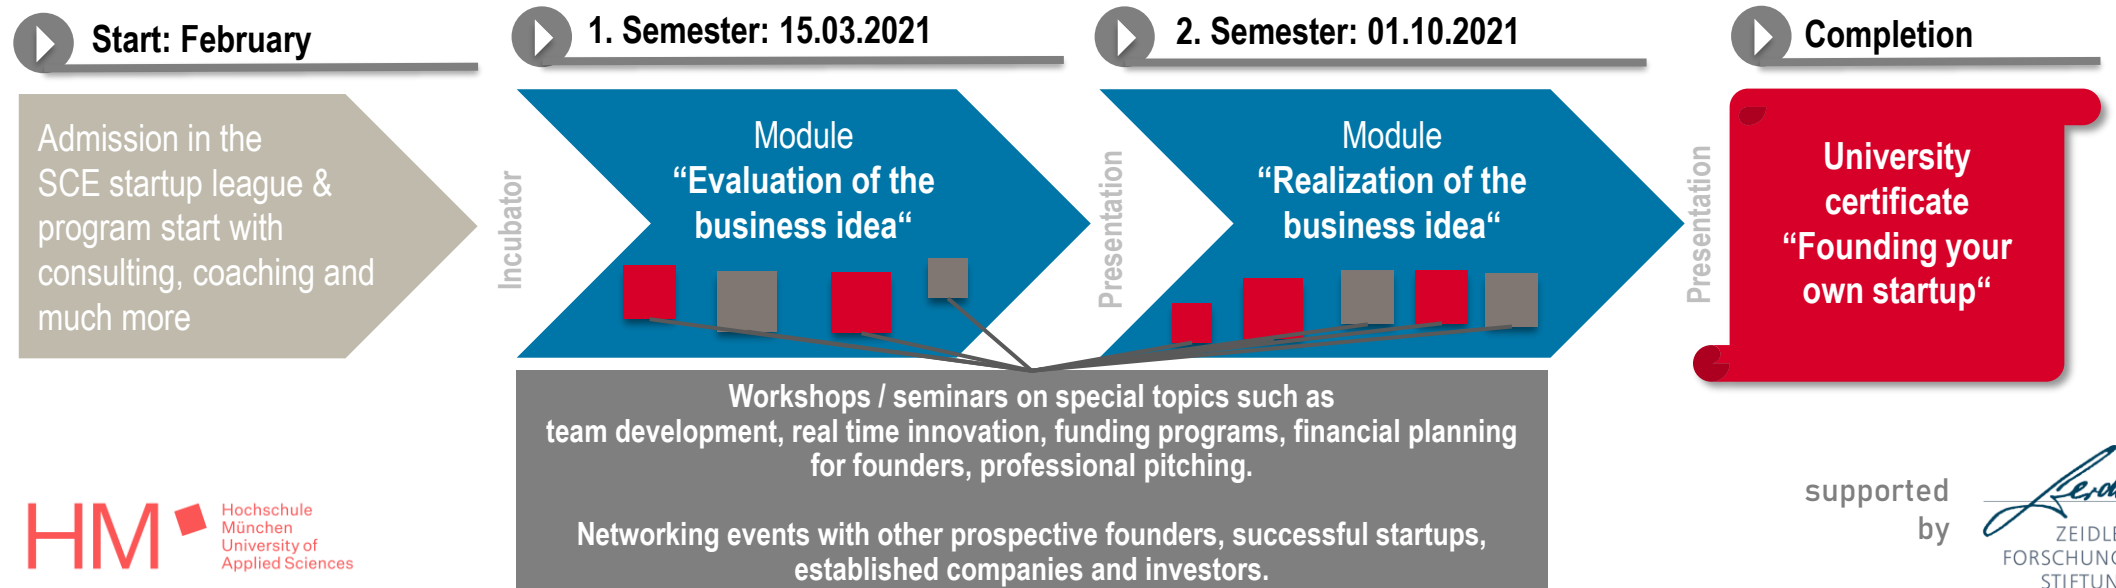 Start: February
Admission in the
SCE startup league &
program start with
consulting, coaching and
much more
Incubator
1. Semester: 15.03.2021
Module
“Evaluation of the
business idea“
Presentation
2. Semester: 01.10.2021
Module
“Realization of the
business idea“
Presentation
Completion
University
certificate
“Founding your
own startup“
Workshops / seminars on special topics such as
team development, real time innovation, funding programs, financial planning
for founders, professional pitching.
Networking events with other prospective founders, successful startups,
established companies and investors.
HM
Hochschule
München
University of
Applied Sciences
supported
by